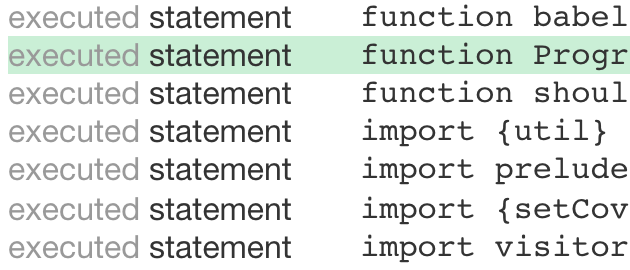 executed statement function babel
executed statement function Progr
executed statement function shoul
executed statement import {util}
executed statement import prelude
executed statement import {setCov
executed statement import visitor